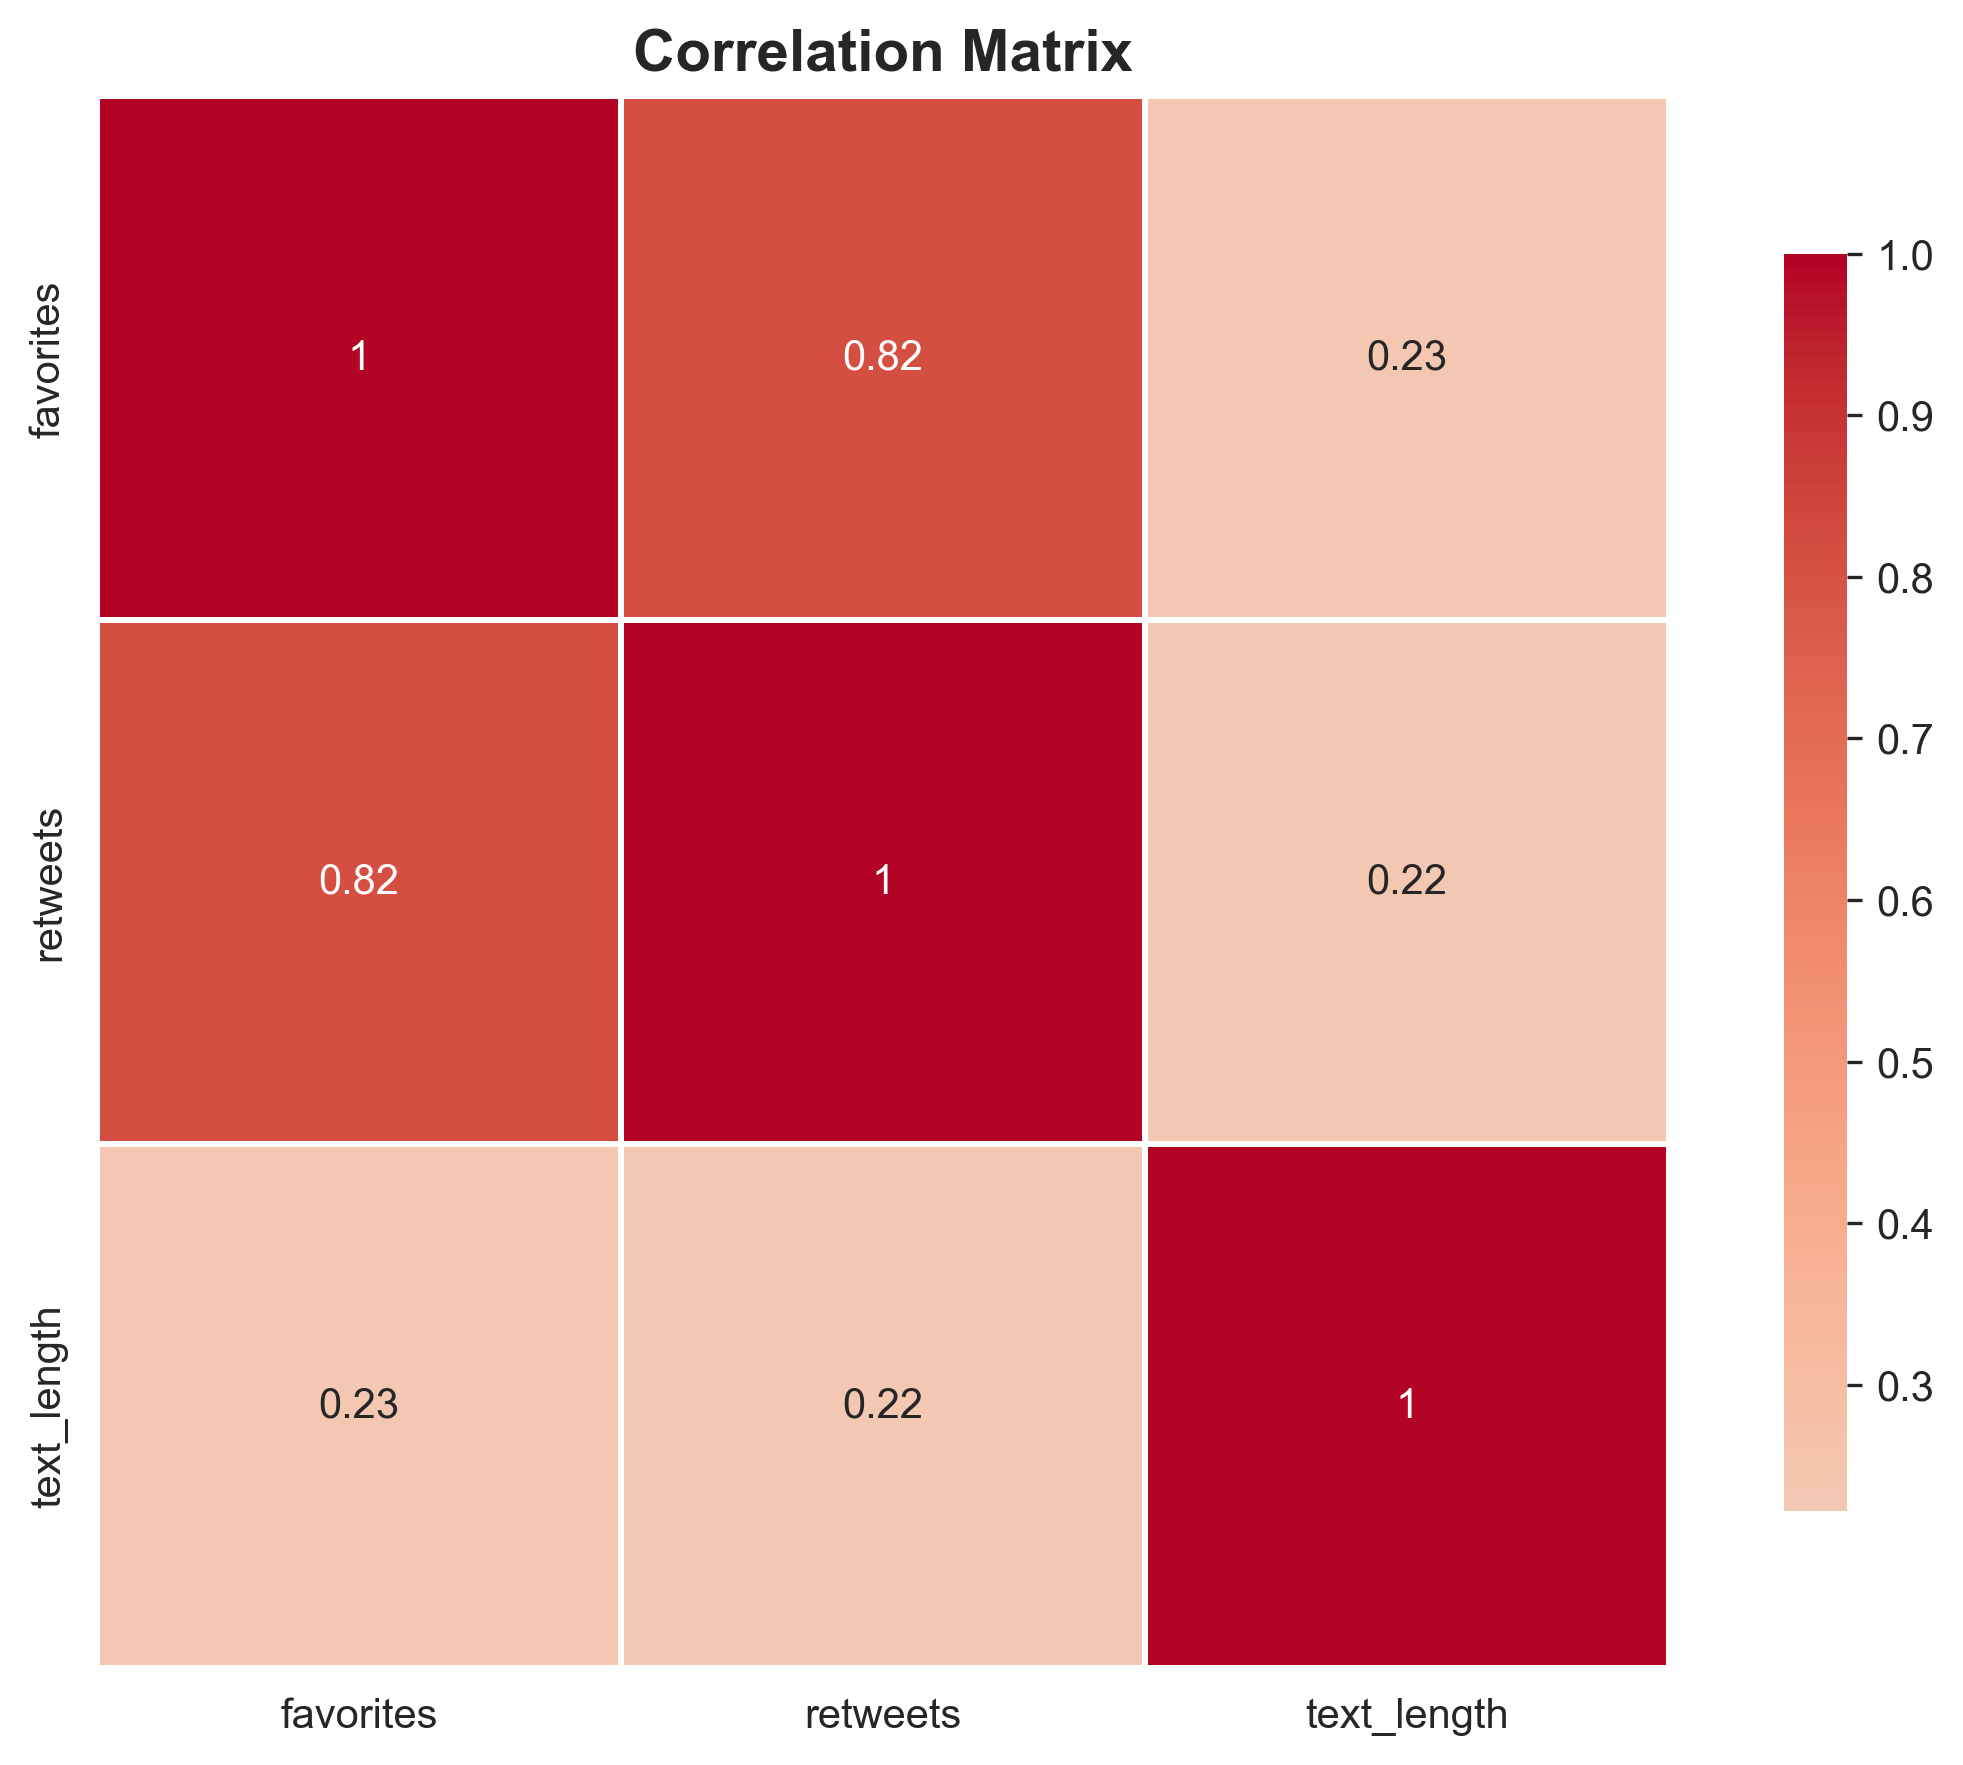 Correlation Matrix
favorites
1
0.82
0.23
retweets
0.82
1
0.22
text_length
0.23
0.22
1
favorites
retweets
text_length
1.0
0.9
0.8
0.7
0.6
0.5
0.4
0.3